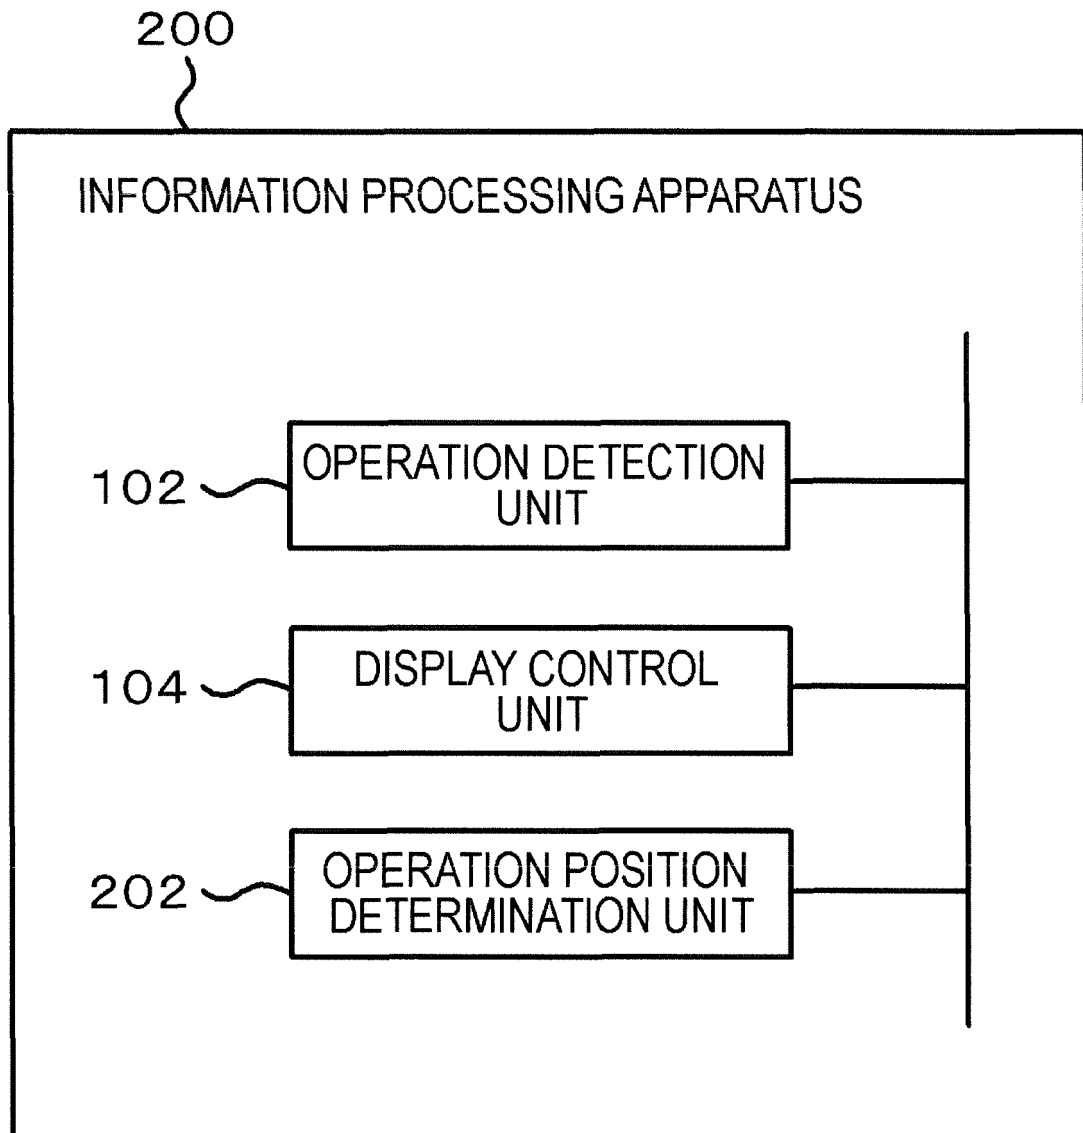 200
INFORMATION PROCESSING APPARATUS
102
OPERATION DETECTION
UNIT
104
DISPLAY CONTROL
UNIT
202
OPERATION POSITION
DETERMINATION UNIT